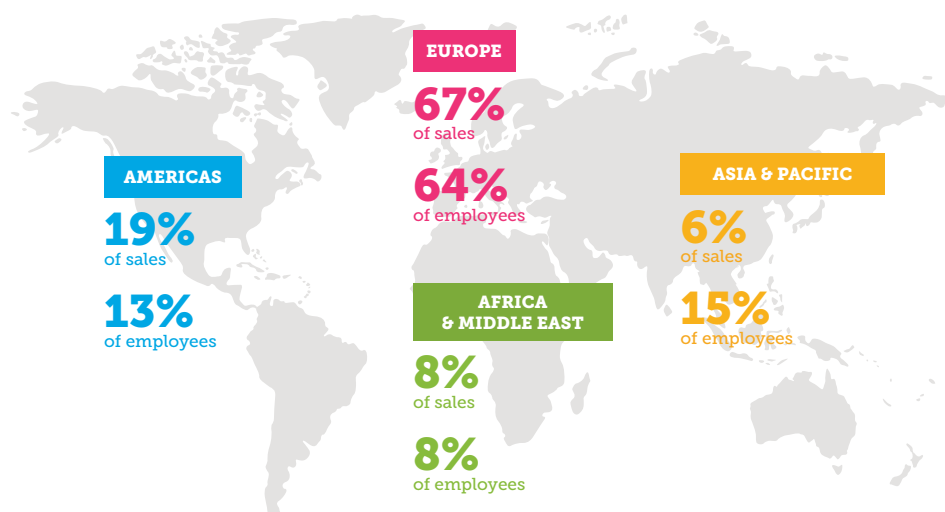 EUROPE
67%
of sales
64%
of employees
AMERICAS
19%
of sales
13%
of employees
ASIA & PACIFIC
6%
of sales
15%
of employees
AFRICA
& MIDDLE EAST
8%
of sales
8%
of employees